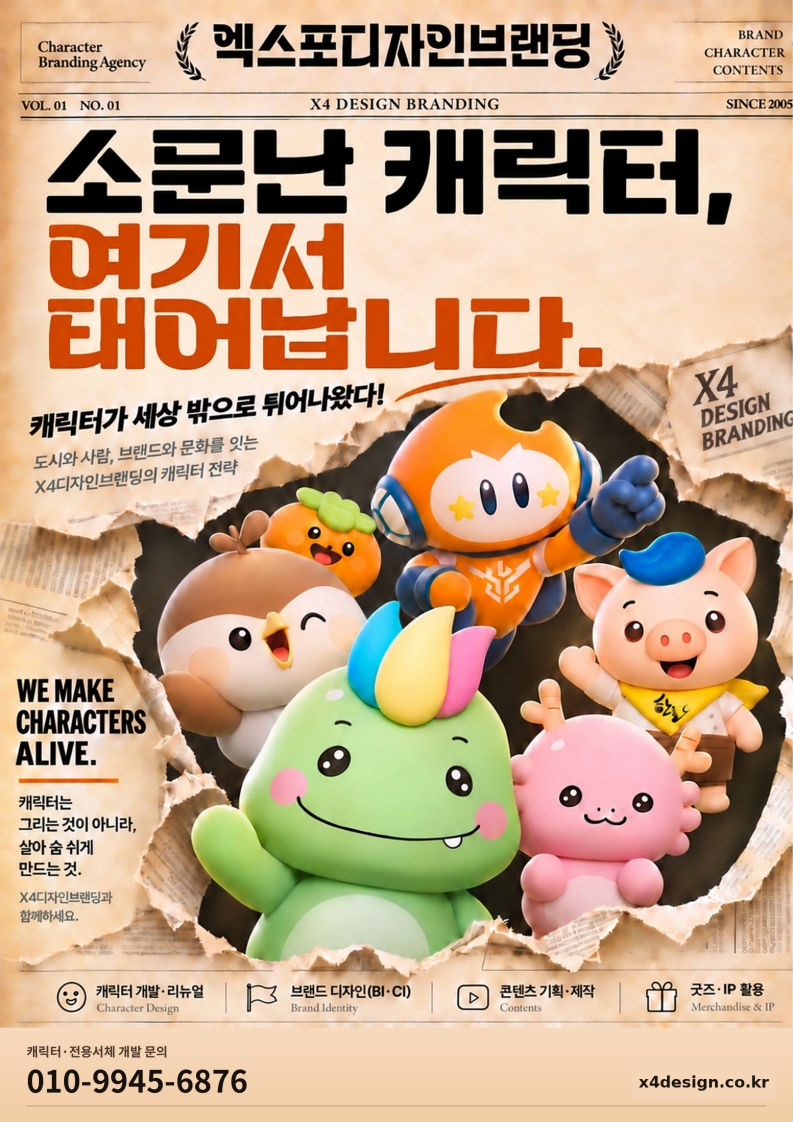 Character
Branding Agency
엑스포디자인브랜딩
BRAND
CHARACTER
CONTENTS
VOL. 01 NO. 01
X4 DESIGN BRANDING
SINCE 2005
소문난 캐릭터,
여기서
태어납니다.
캐릭터가 세상 밖으로 튀어나왔다!
도시와 사람, 브랜드와 문화를 잇는
X4디자인브랜딩의 캐릭터 전략
X4
DESIGN
BRANDING
WE MAKE
CHARACTERS
ALIVE.
캐릭터는
그리는 것이 아니라,
살아 숨 쉬게
만드는 것.
X4디자인브랜딩과
함께하세요.
캐릭터 개발·리뉴얼
Character Design
브랜드 디자인(BI·CI)
Brand Identity
콘텐츠 기획·제작
Contents
굿즈·IP 활용
Merchandise & IP
캐릭터·전용서체 개발 문의
010-9945-6876
x4design.co.kr